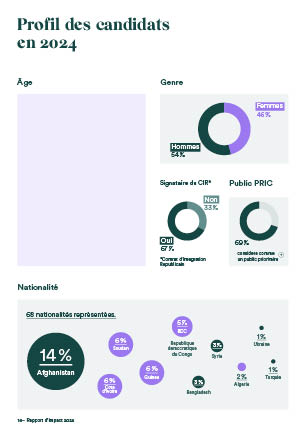 Profil des candidats
en 2024
Âge
Genre
Femmes
46%
Hommes
54%
Signataire du CIR*
Public PRIC
Non
33%
Oui
67%
69%
considérés comme
un public prioritaire
*Contrat d'Intégration
Républicain
Nationalité
68 nationalités représentées.
14 %
Afghanistan
6%
Soudan
5%
RDC
République
démocratique
du Congo
3%
Syrie
1%
Ukraine
6%
Côte
d'Ivoire
6%
Guinée
3%
Bangladesh
2%
Algérie
1%
Turquie
16— Rapport d'impact 2024